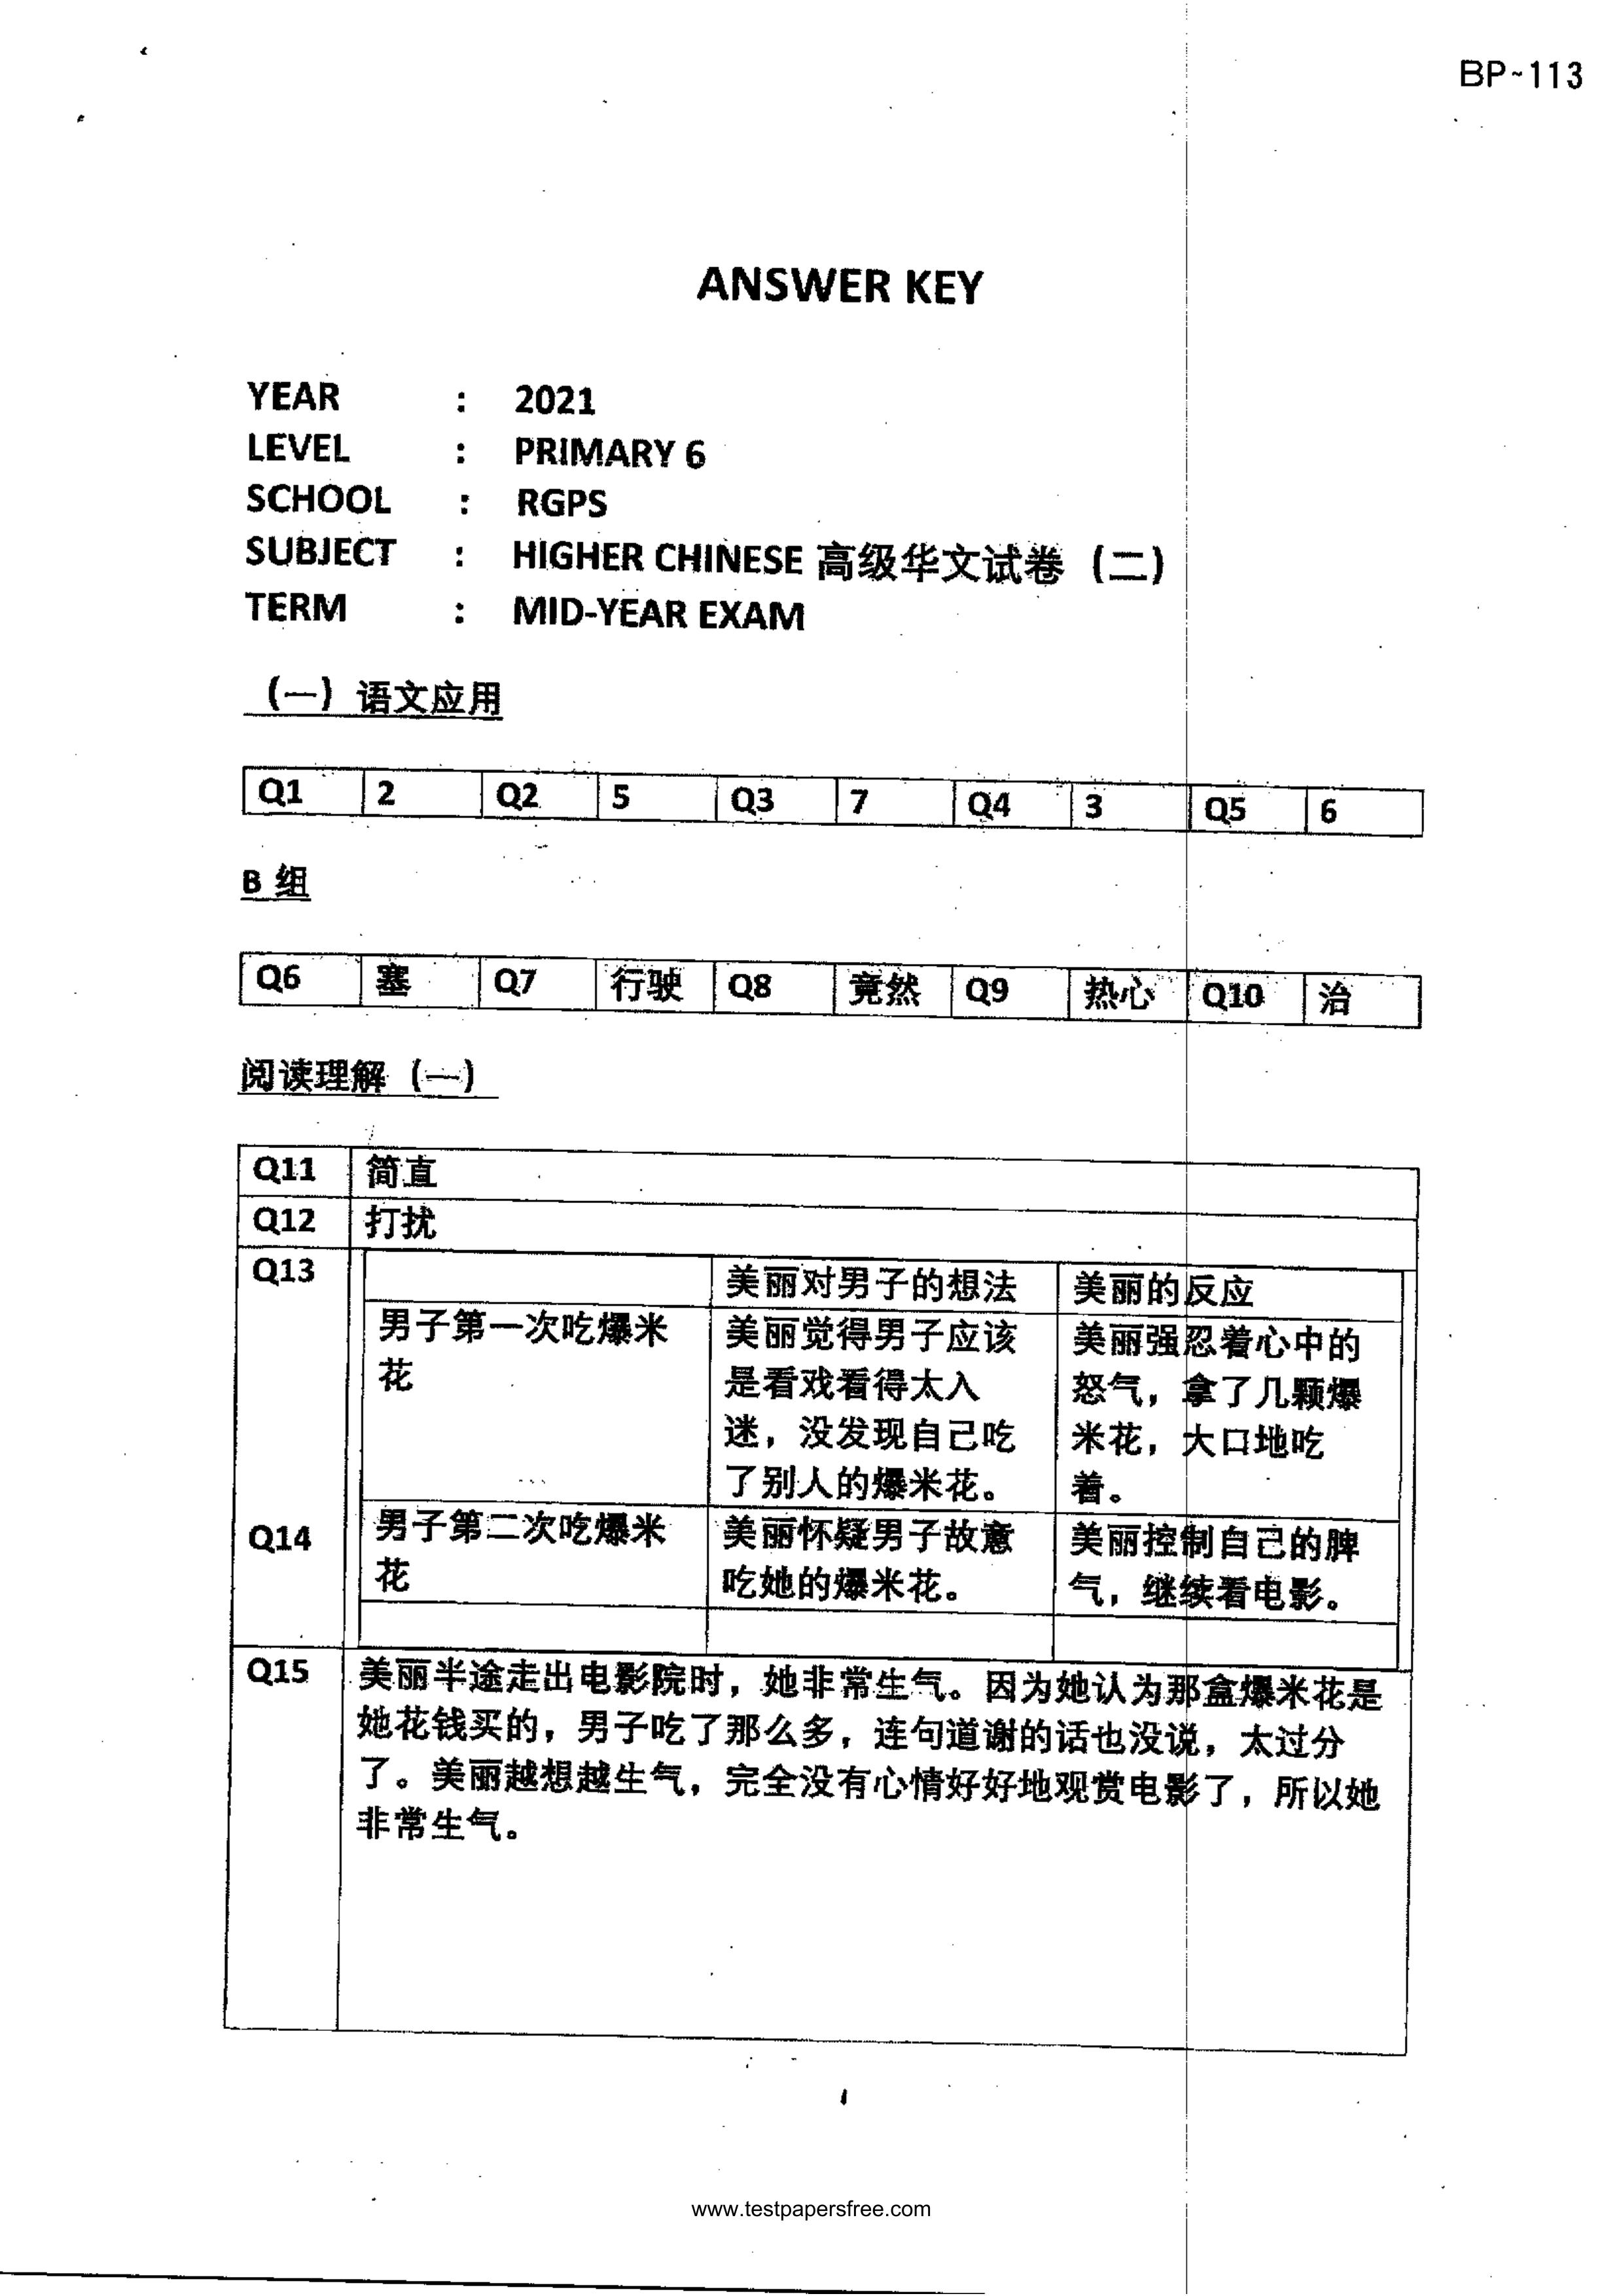 BP~113
ANSWER KEY
YEAR : 2021
LEVEL : PRIMARY 6
SCHOOL : RGPS
SUBJECT : HIGHER CHINESE 高级华文试卷（二）
TERM : MID-YEAR EXAM
（一）语文应用
Q1 2 Q2 5 Q3 7 Q4 3 Q5 6
B 组
Q6 塞 Q7 行驶 Q8 竟然 Q9 热心 Q10 治
阅读理解（一）
Q11 简直
Q12 打扰
Q13
美丽对男子的想法 美丽的反应
男子第一次吃爆米
花
美丽觉得男子应该
是看戏看得太入
迷，没发现自己吃
了别人的爆米花。
美丽强忍着心中的
怒气，拿了几颗爆
米花，大口地吃
着。
Q14
男子第二次吃爆米
花
美丽怀疑男子故意
吃她的爆米花。
美丽控制自己的脾
气，继续看电影。
Q15
美丽半途走出电影院时，她非常生气。因为她认为那盒爆米花是
她花钱买的，男子吃了那么多，连句道谢的话也没说，太过分
了。美丽越想越生气，完全没有心情好好地观赏电影了，所以她
非常生气。
1
www.testpapersfree.com